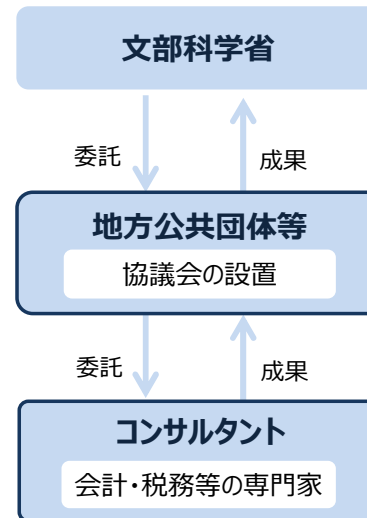 文部科学省
委託
成果
地方公共団体等
協議会の設置
委託
成果
コンサルタント
会計・税務等の専門家